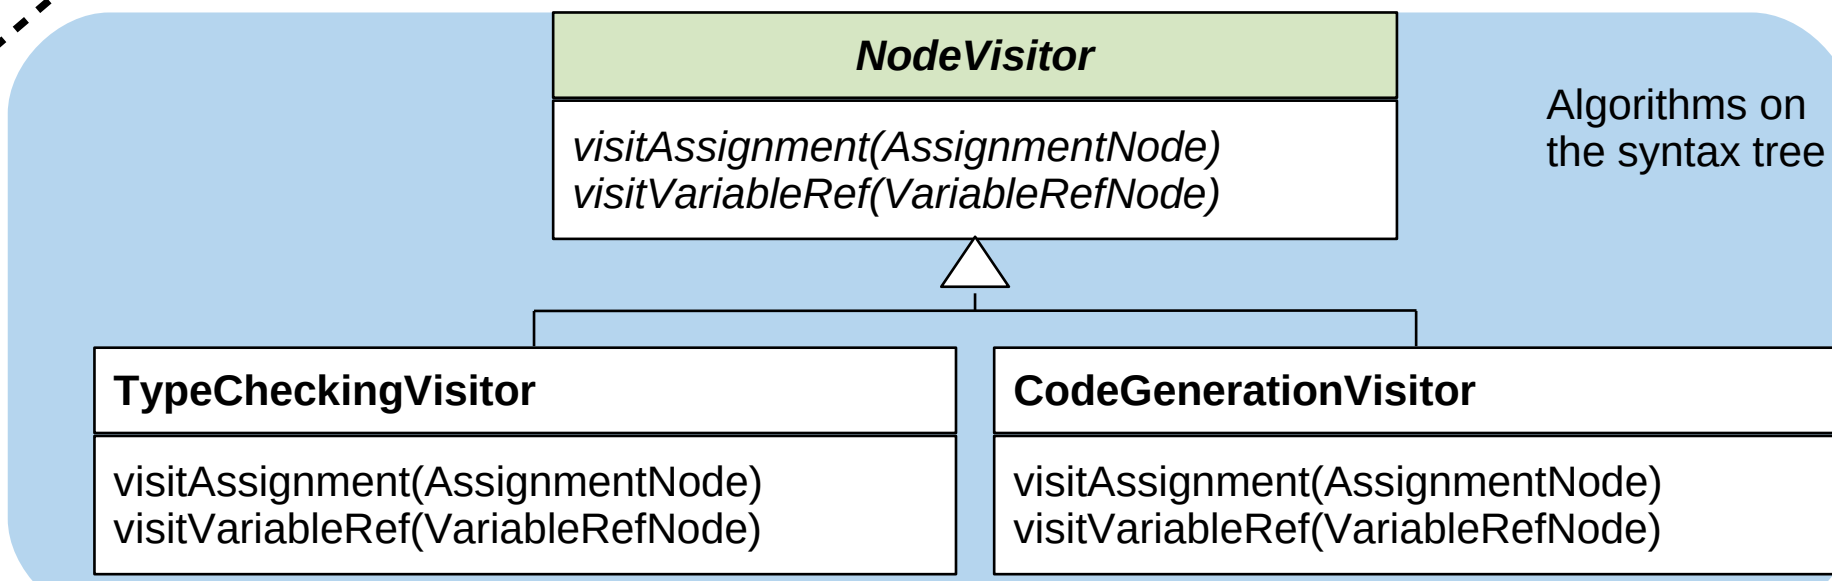 NodeVisitor
visitAssignment(AssignmentNode)
visitVariableRef(VariableRefNode)
Algorithms on
the syntax tree
TypeCheckingVisitor
visitAssignment(AssignmentNode)
visitVariableRef(VariableRefNode)
CodeGenerationVisitor
visitAssignment(AssignmentNode)
visitVariableRef(VariableRefNode)